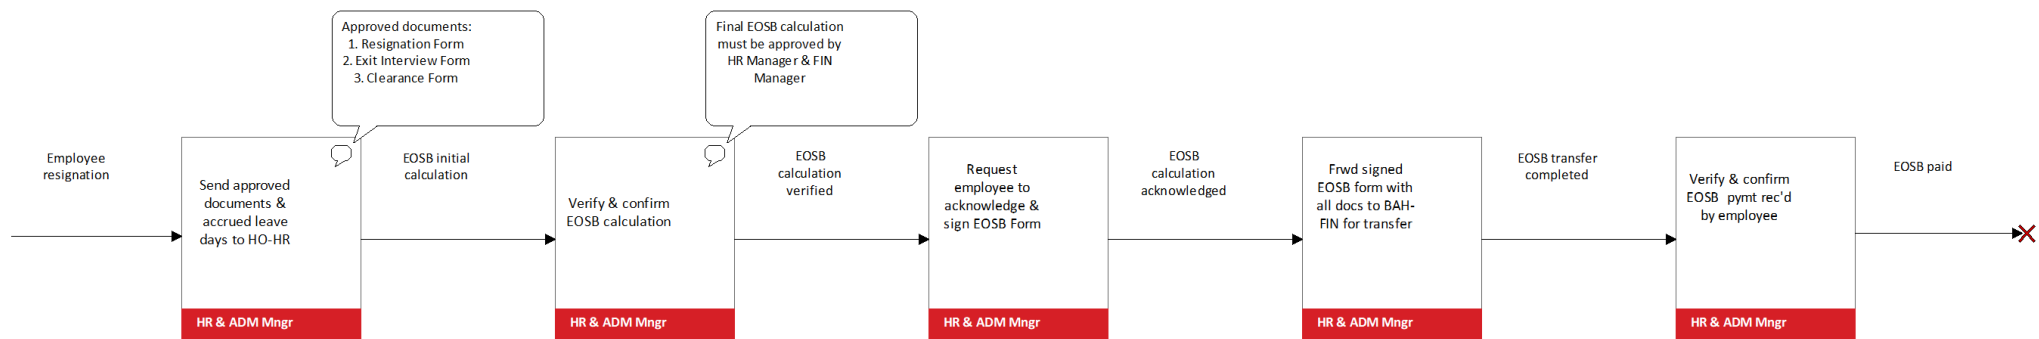 Approved documents:
1. Resignation Form
2. Exit Interview Form
3. Clearance Form
Final EOSB calculation
must be approved by
HR Manager & FIN
Manager
Employee
resignation
Send approved
documents &
accrued leave
days to HO-HR
HR & ADM Mngr
EOSB initial
calculation
Verify & confirm
EOSB calculation
HR & ADM Mngr
EOSB
calculation
verified
Request
employee to
acknowledge &
sign EOSB Form
HR & ADM Mngr
EOSB
calculation
acknowledged
Frwd signed
EOSB form with
all docs to BAH-
FIN for transfer
HR & ADM Mngr
EOSB transfer
completed
Verify & confirm
EOSB pymt rec'd
by employee
HR & ADM Mngr
EOSB paid